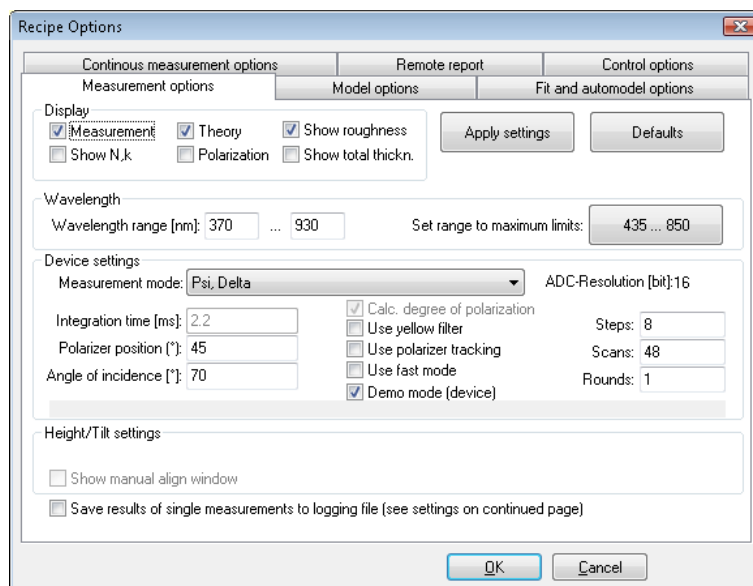 Recipe Options
Continous measurement options Remote report Control options
Measurement options Model options Fit and automodel options
Display
Measurement Theory Show roughness Apply settings Defaults
Show N,k Polarization Show total thickn.
Wavelength
Wavelength range [nm]: 370 ... 930 Set range to maximum limits: 435 ... 850
Device settings
Measurement mode: Psi, Delta ADC-Resolution [bit]:16
Calc. degree of polarization
Integration time [ms]: 2.2 Use yellow filter Steps: 8
Polarizer position (°): 45 Use polarizer tracking Scans: 48
Angle of incidence [°]: 70 Use fast mode Rounds: 1
Demo mode (device)
Height/Tilt settings
Show manual align window
Save results of single measurements to logging file (see settings on continued page)
OK Cancel